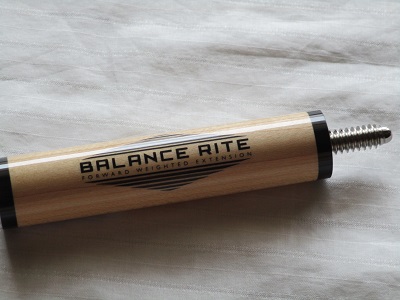 BALANCE RITE
FORWARD WEIGHTED EXTENSION